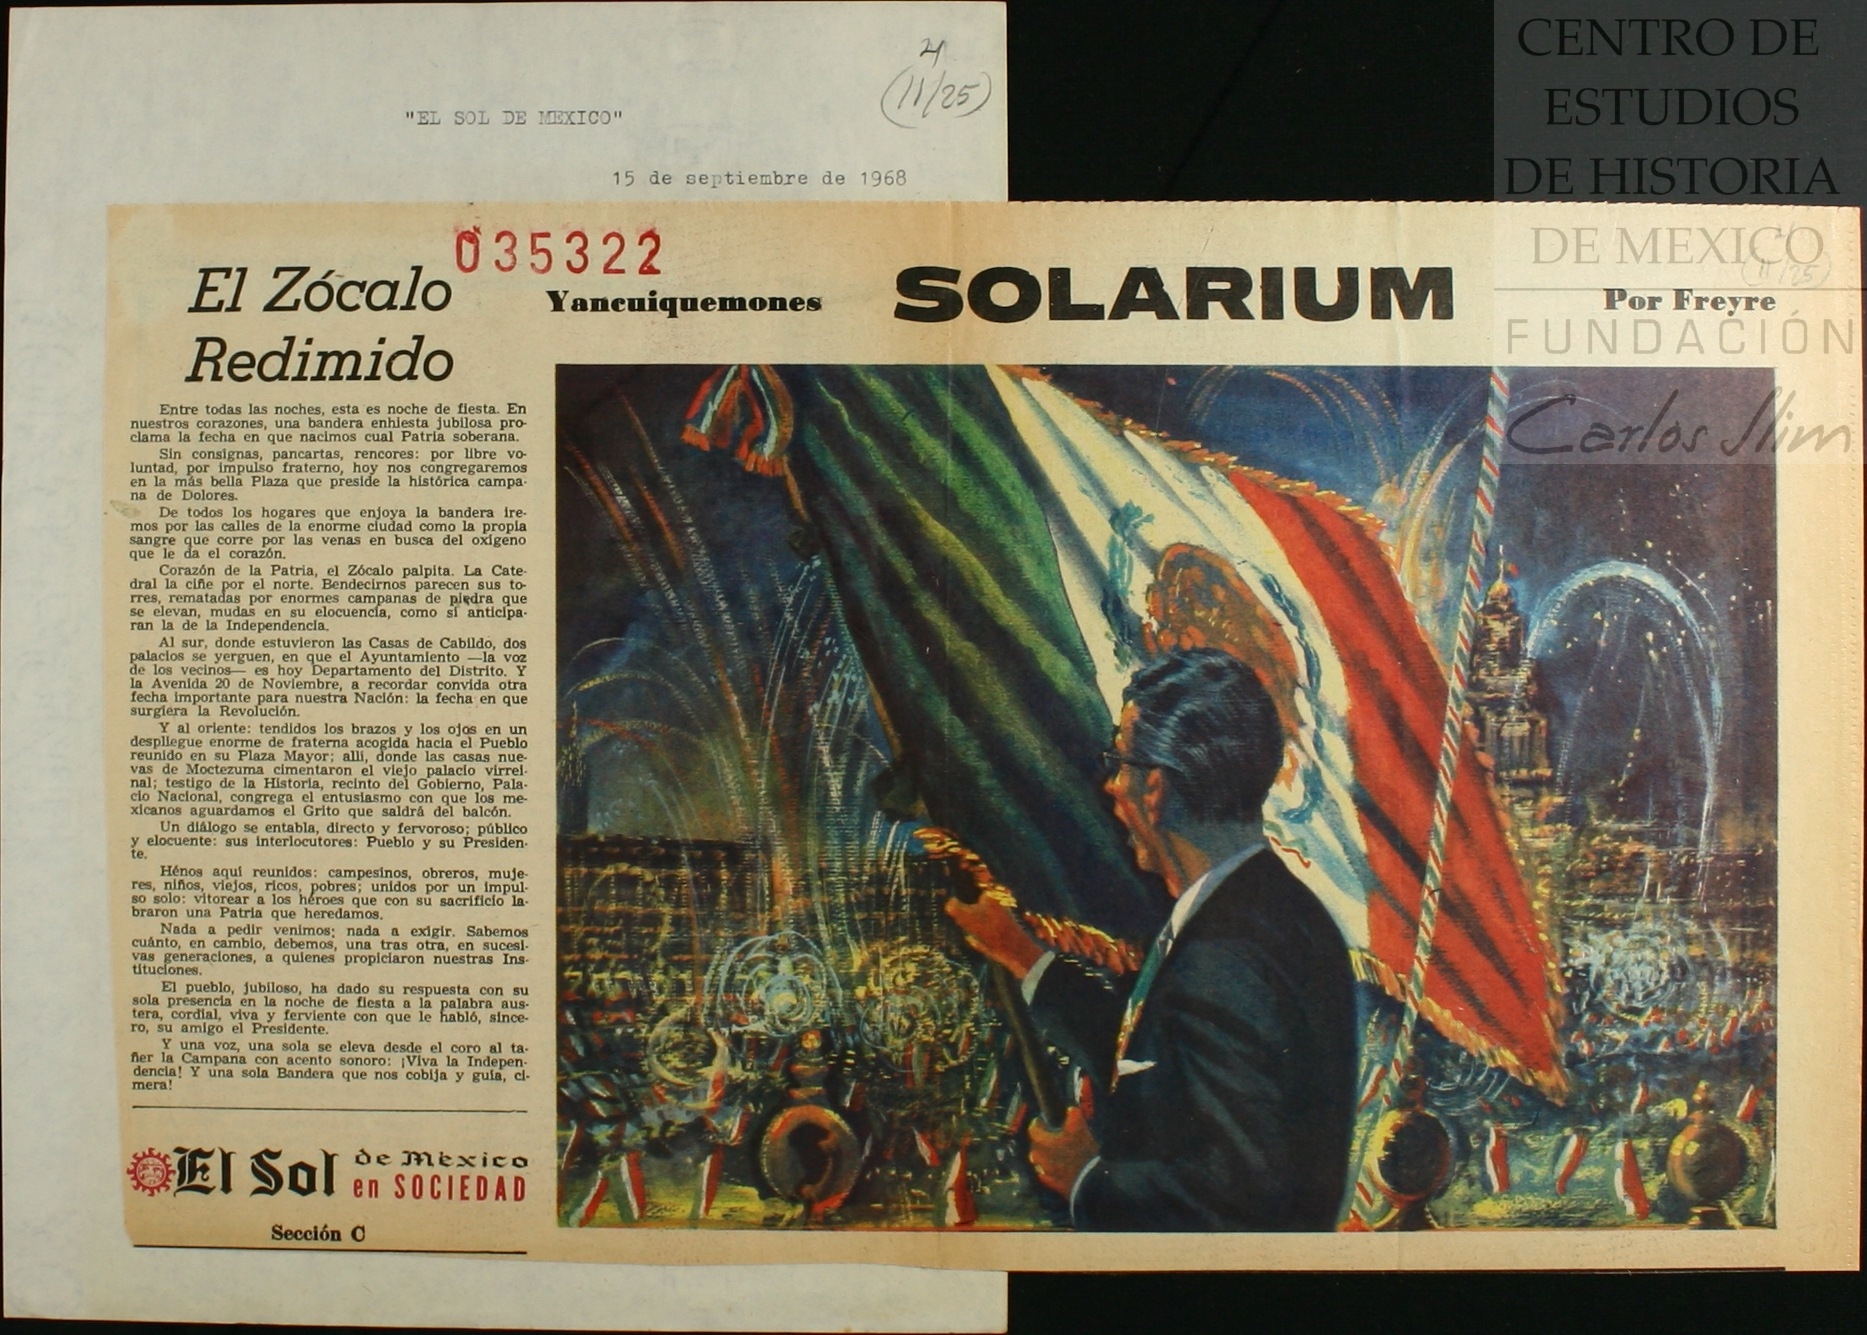 4
(11/25)
"EL SOL DE MEXICO"
15 de septiembre de 1968
035322
El Zócalo
Redimido
Yancuiquemones
SOLARIUM
Por Freyre
Entre todas las noches, esta es noche de fiesta. En
nuestros corazones, una bandera enhiesta jubilosa pro-
clama la fecha en que nacimos cual Patria soberana.
Sin consignas, pancartas, rencores: por libre vo-
luntad, por impulso fraterno, hoy nos congregaremos
en la más bella Plaza que preside la histórica campa-
na de Dolores.
De todos los hogares que enjoya la bandera ire-
mos por las calles de la enorme ciudad como la propia
sangre que corre por las venas en busca del oxígeno
que le da el corazón.
Corazón de la Patria, el Zócalo palpita. La Cate-
dral la ciñe por el norte. Bendecirnos parecen sus to-
rres, rematadas por enormes campanas de piedra que
se elevan, mudas en su elocuencia, como si anticipa-
ran la de la Independencia.
Al sur, donde estuvieron las Casas de Cabildo, dos
palacios se yerguen, en que el Ayuntamiento —la voz
de los vecinos— es hoy Departamento del Distrito. Y
la Avenida 20 de Noviembre, a recordar convida otra
fecha importante para nuestra Nación: la fecha en que
surgiera la Revolución.
Y al oriente: tendidos los brazos y los ojos en un
despliegue enorme de fraterna acogida hacia el Pueblo
reunido en su Plaza Mayor; allí, donde las casas nue-
vas de Moctezuma cimentaron el viejo palacio virrei-
nal; testigo de la Historia, recinto del Gobierno, Pala-
cio Nacional, congrega el entusiasmo con que los me-
xicanos aguardamos el Grito que saldrá del balcón.
Un diálogo se entabla, directo y fervoroso; público
y elocuente: sus interlocutores: Pueblo y su Presiden-
te.
Hénos aquí reunidos: campesinos, obreros, muje-
res, niños, viejos, ricos, pobres; unidos por un impul-
so solo: vitorear a los héroes que con su sacrificio la-
braron una Patria que heredamos.
Nada a pedir venimos; nada a exigir. Sabemos
cuánto, en cambio, debemos, una tras otra, en sucesi-
vas generaciones, a quienes propiciaron nuestras Ins-
tituciones.
El pueblo, jubiloso, ha dado su respuesta con su
sola presencia en la noche de fiesta a la palabra aus-
tera, cordial, viva y ferviente con que le habló, since-
ro, su amigo el Presidente.
Y una voz, una sola se eleva desde el coro al ta-
ñer la Campana con acento sonoro: ¡Viva la Indepen-
dencia! Y una sola Bandera que nos cobija y guía, ci-
mera!
El Sol de México
en SOCIEDAD
Sección C
CENTRO DE
ESTUDIOS
DE HISTORIA
DE MEXICO
(11/25)
FUNDACIÓN
Carlos Slim